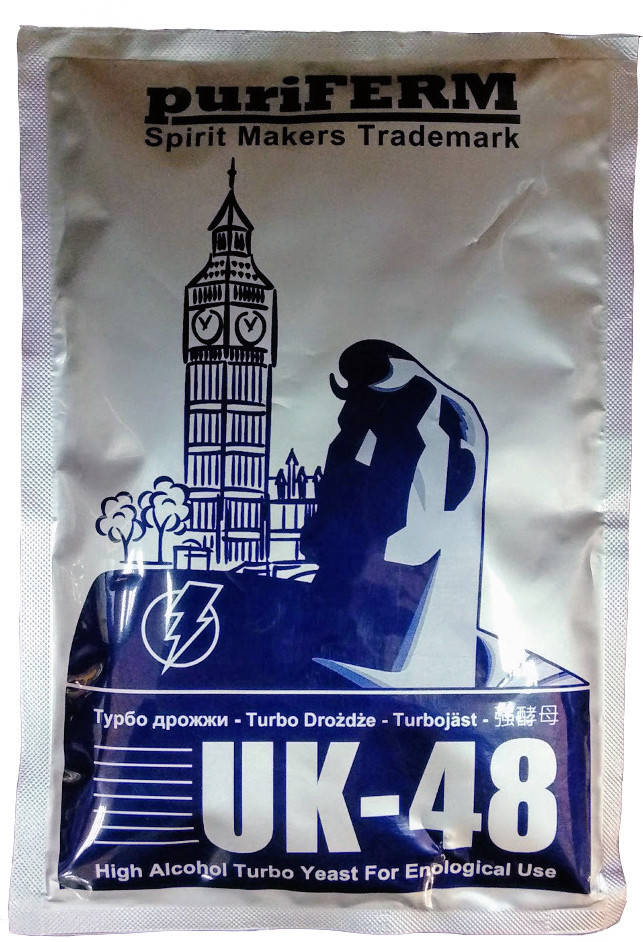 puriFERM
Spirit Makers Trademark
Турбо дрожжи - Turbo Drożdże - Turbojäst - 强酵母
UK-48
High Alcohol Turbo Yeast For Enological Use